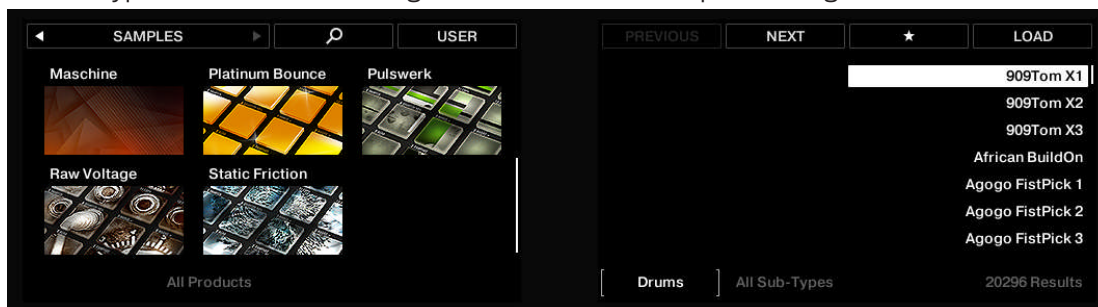 SAMPLES USER
Maschine Platinum Bounce Pulswerk
Raw Voltage Static Friction
All Products
PREVIOUS NEXT LOAD
909Tom X1
909Tom X2
909Tom X3
African BuildOn
Agogo FistPick 1
Agogo FistPick 2
Agogo FistPick 3
Drums All Sub-Types 20296 Results